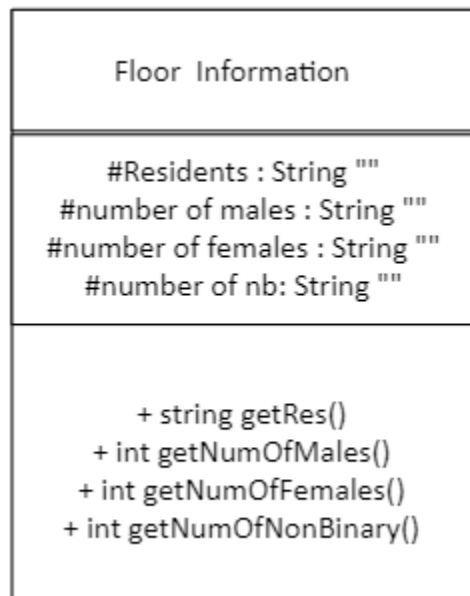 Floor Information
#Residents : String ""
#number of males : String ""
#number of females : String ""
#number of nb: String ""
+ string getRes()
+ int getNumOfMales()
+ int getNumOfFemales()
+ int getNumOfNonBinary()